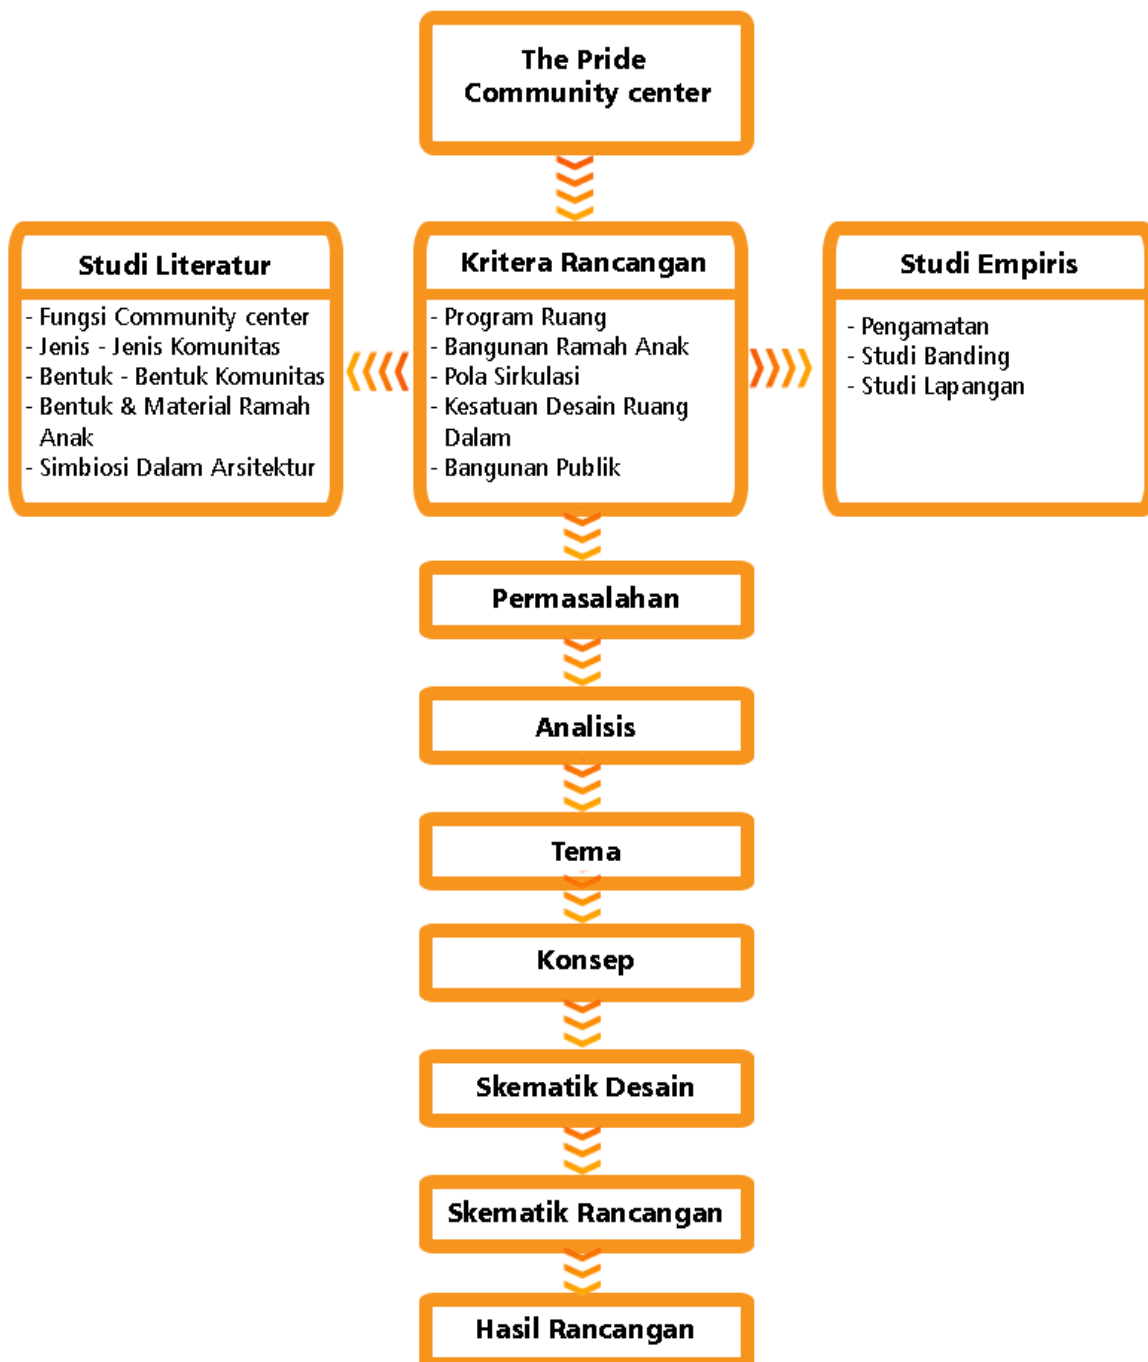 The Pride
Community center
Studi Literatur
- Fungsi Community center
- Jenis - Jenis Komunitas
- Bentuk - Bentuk Komunitas
- Bentuk & Material Ramah
Anak
- Simbiosi Dalam Arsitektur
Kritera Rancangan
- Program Ruang
- Bangunan Ramah Anak
- Pola Sirkulasi
- Kesatuan Desain Ruang
Dalam
- Bangunan Publik
Studi Empiris
- Pengamatan
- Studi Banding
- Studi Lapangan
Permasalahan
Analisis
Tema
Konsep
Skematik Desain
Skematik Rancangan
Hasil Rancangan